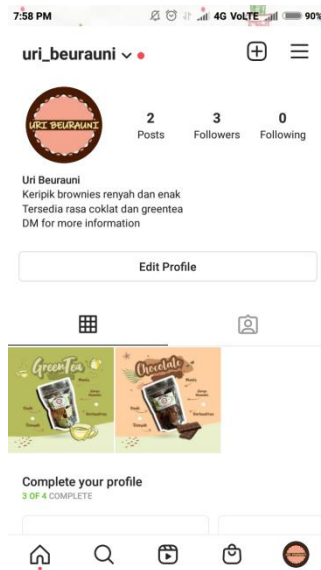 7:58 PM 4G VoLTE 90%
uri_beurauni
URI BEURAUNI
2 3 0
Posts Followers Following
Uri Beurauni
Keripik brownies renyah dan enak
Tersedia rasa coklat dan greentea
DM for more information
Edit Profile
GreenTea Chocolate
Complete your profile
3 OF 4 COMPLETE